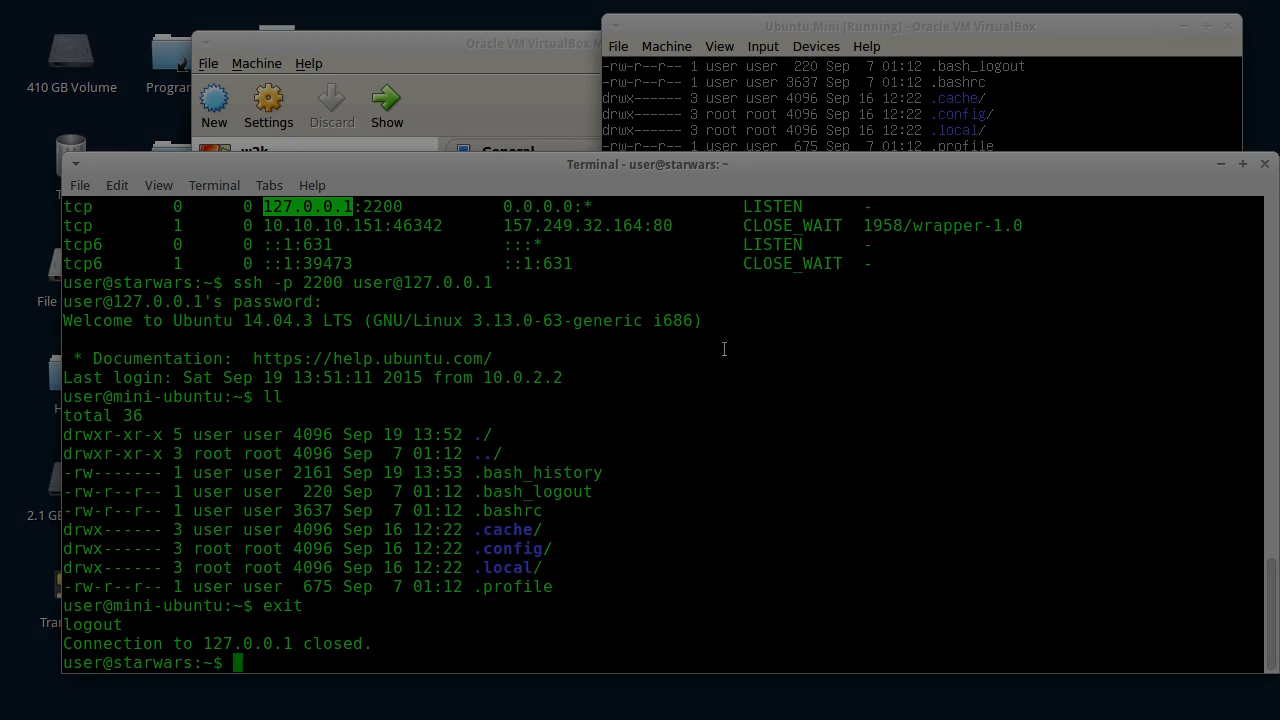 410 GB Volume
Program
Oracle VM VirtualBox M
File Machine Help
New Settings Discard Show
w2k
General
Ubuntu Mini [Running] - Oracle VM VirtualBox
File Machine View Input Devices Help
-rw-r--r-- 1 user user  220 Sep  7 01:12 .bash_logout
-rw-r--r-- 1 user user 3637 Sep  7 01:12 .bashrc
drwx------ 3 user user 4096 Sep 16 12:22 .cache/
drwx------ 3 root root 4096 Sep 16 12:22 .config/
drwx------ 3 root root 4096 Sep 16 12:22 .local/
-rw-r--r-- 1 user user  675 Sep  7 01:12 .profile
File
2.1 GE
Tra
Terminal - user@starwars: ~
File Edit View Terminal Tabs Help
tcp        0      0 127.0.0.1:2200          0.0.0.0:*               LISTEN      -
tcp        1      0 10.10.10.151:46342      157.249.32.164:80       CLOSE_WAIT  1958/wrapper-1.0
tcp6       0      0 ::1:631                 :::*                    LISTEN      -
tcp6       1      0 ::1:39473               ::1:631                 CLOSE_WAIT  -
user@starwars:~$ ssh -p 2200 user@127.0.0.1
user@127.0.0.1's password:
Welcome to Ubuntu 14.04.3 LTS (GNU/Linux 3.13.0-63-generic i686)
 * Documentation:  https://help.ubuntu.com/
Last login: Sat Sep 19 13:51:11 2015 from 10.0.2.2
user@mini-ubuntu:~$ ll
total 36
drwxr-xr-x 5 user user 4096 Sep 19 13:52 ./
drwxr-xr-x 3 root root 4096 Sep  7 01:12 ../
-rw------- 1 user user 2161 Sep 19 13:53 .bash_history
-rw-r--r-- 1 user user  220 Sep  7 01:12 .bash_logout
-rw-r--r-- 1 user user 3637 Sep  7 01:12 .bashrc
drwx------ 3 user user 4096 Sep 16 12:22 .cache/
drwx------ 3 root root 4096 Sep 16 12:22 .config/
drwx------ 3 root root 4096 Sep 16 12:22 .local/
-rw-r--r-- 1 user user  675 Sep  7 01:12 .profile
user@mini-ubuntu:~$ exit
logout
Connection to 127.0.0.1 closed.
user@starwars:~$